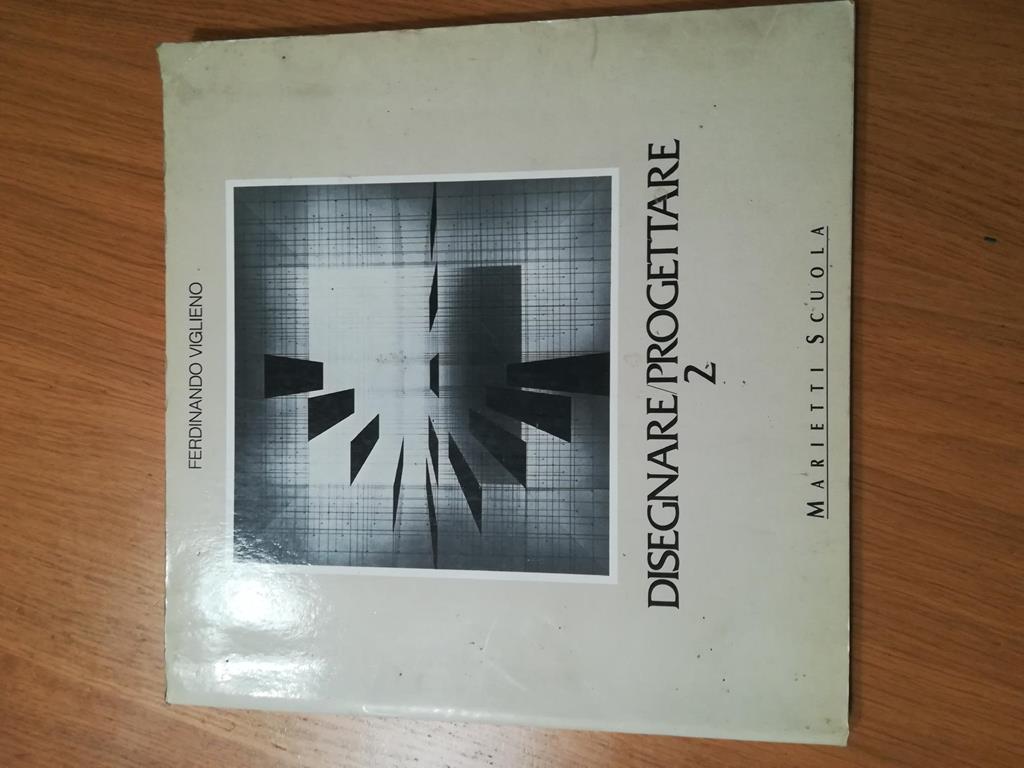 FERDINANDO VIGLIENO
DISEGNARE/PROGETTARE
2
MARIETTI SCUOLA